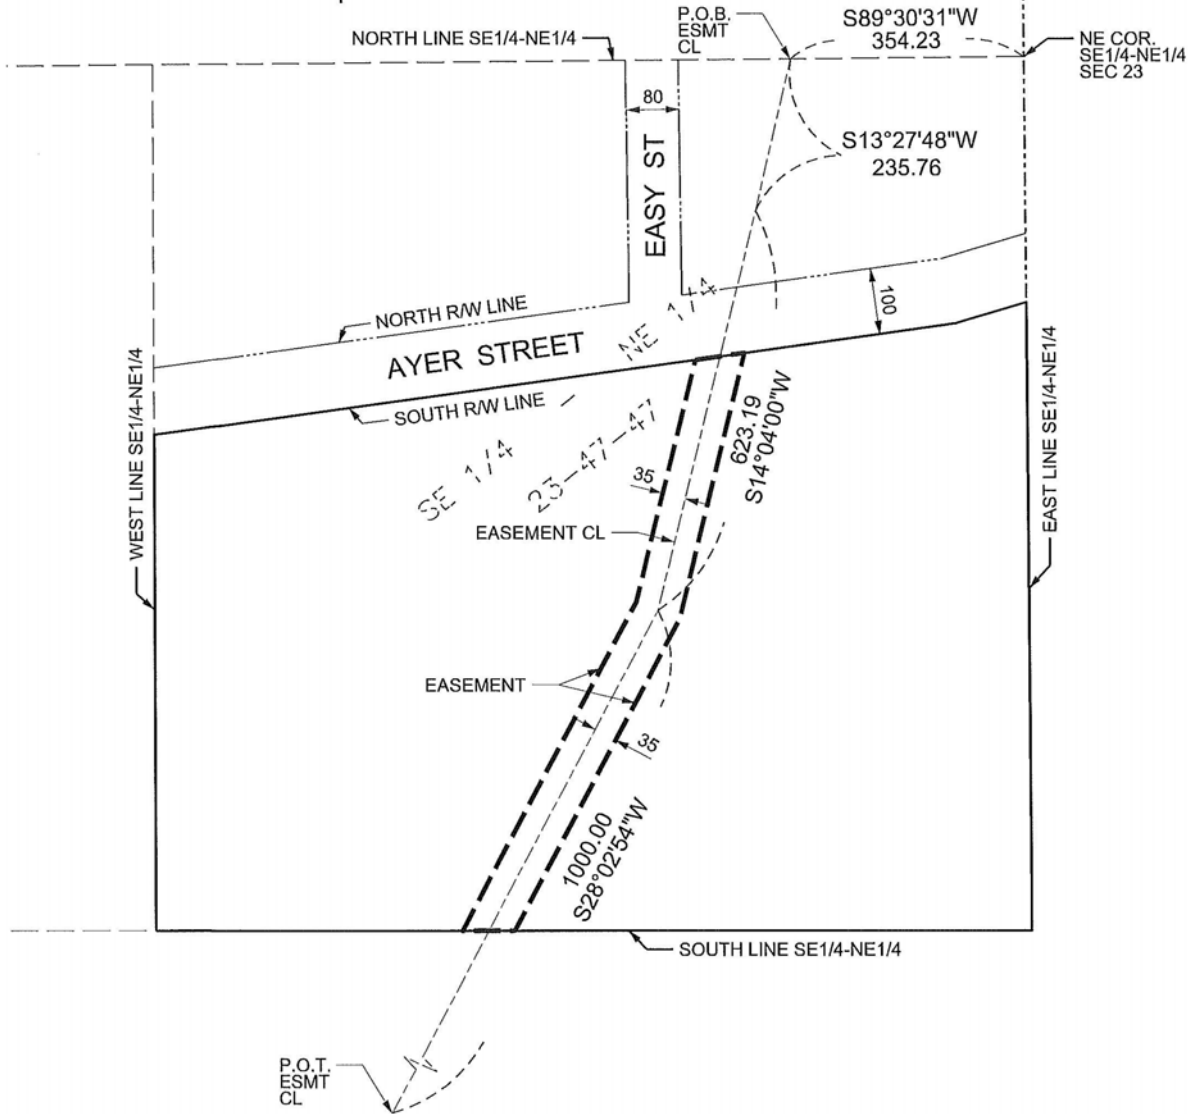 P.O.B.
ESMT
CL
S89°30'31"W
354.23
NORTH LINE SE1/4-NE1/4
NE COR.
SE1/4-NE1/4
SEC 23
80
EASY ST
S13°27'48"W
235.76
NORTH R/W LINE
AYER STREET
100
SOUTH R/W LINE
NE 1/4
SE 1/4
23-47-47
WEST LINE SE1/4-NE1/4
EAST LINE SE1/4-NE1/4
623.19
S14°04'00"W
35
EASEMENT CL
EASEMENT
35
1000.00
S28°02'54"W
SOUTH LINE SE1/4-NE1/4
P.O.T.
ESMT
CL